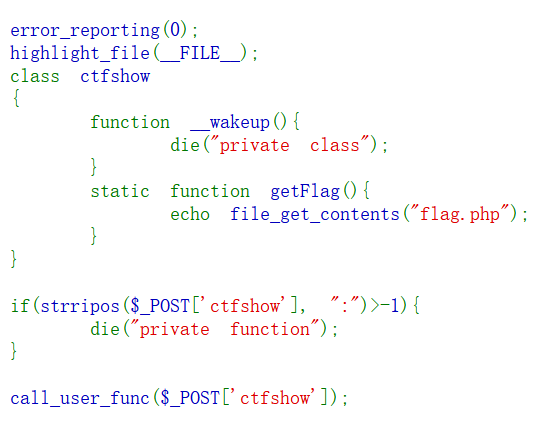 error_reporting(0);
highlight_file(__FILE__);
class ctfshow
{
function __wakeup(){
die("private class");
}
static function getFlag(){
echo file_get_contents("flag.php");
}
}
if(strripos($_POST['ctfshow'], ":")>-1){
die("private function");
}
call_user_func($_POST['ctfshow']);